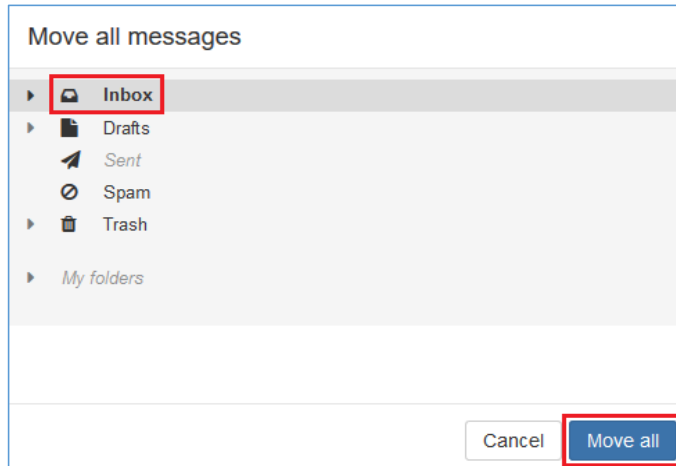 Move all messages
Inbox
Drafts
Sent
Spam
Trash
My folders
Cancel Move all